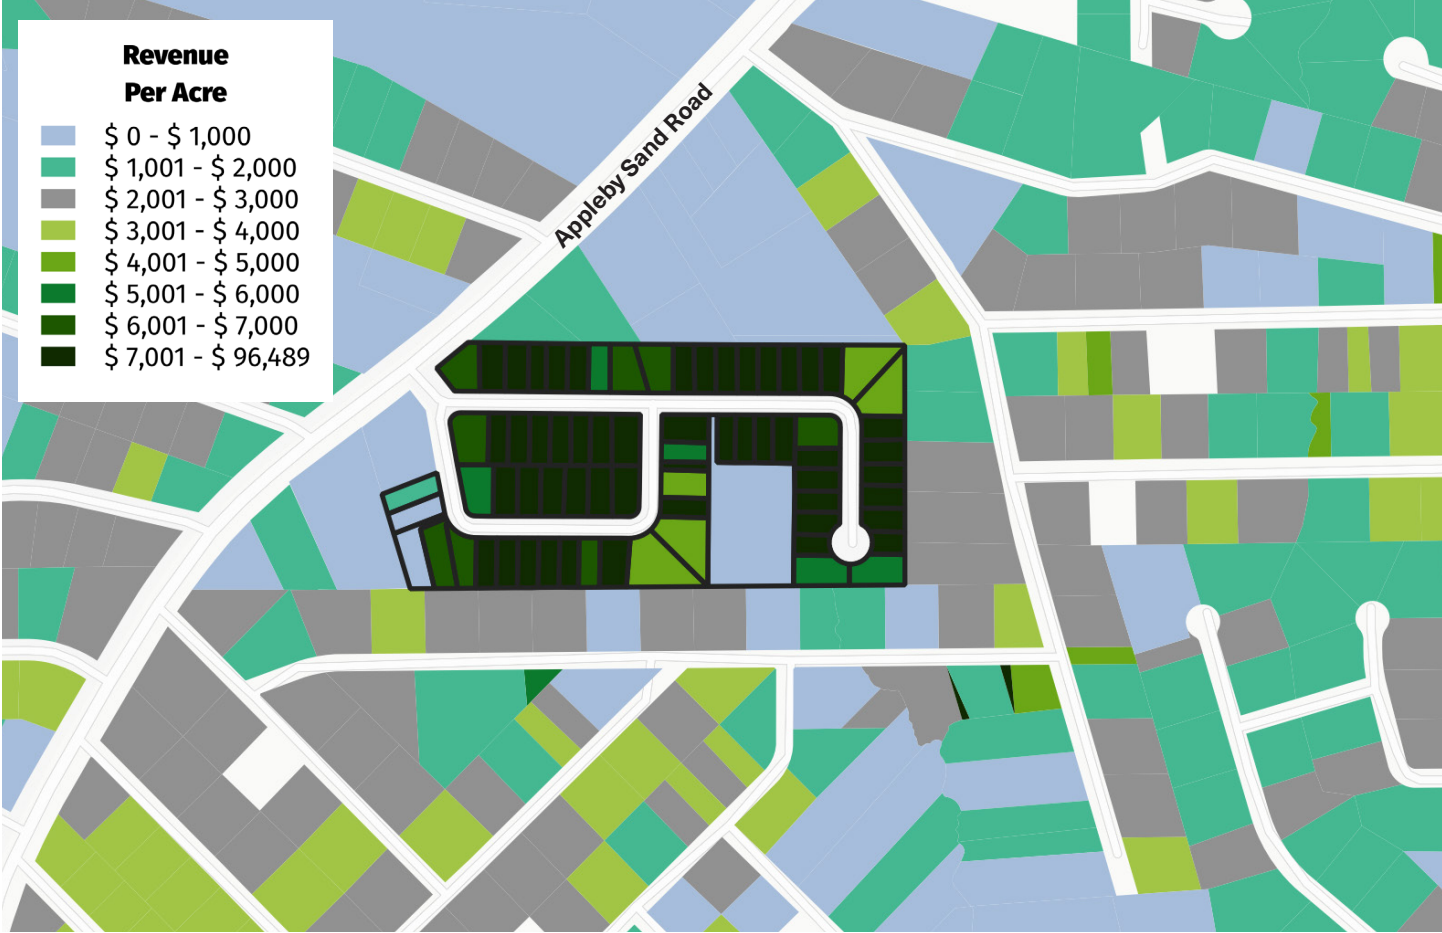 Revenue
Per Acre
$ 0 - $ 1,000
$ 1,001 - $ 2,000
$ 2,001 - $ 3,000
$ 3,001 - $ 4,000
$ 4,001 - $ 5,000
$ 5,001 - $ 6,000
$ 6,001 - $ 7,000
$ 7,001 - $ 96,489
Appleby Sand Road